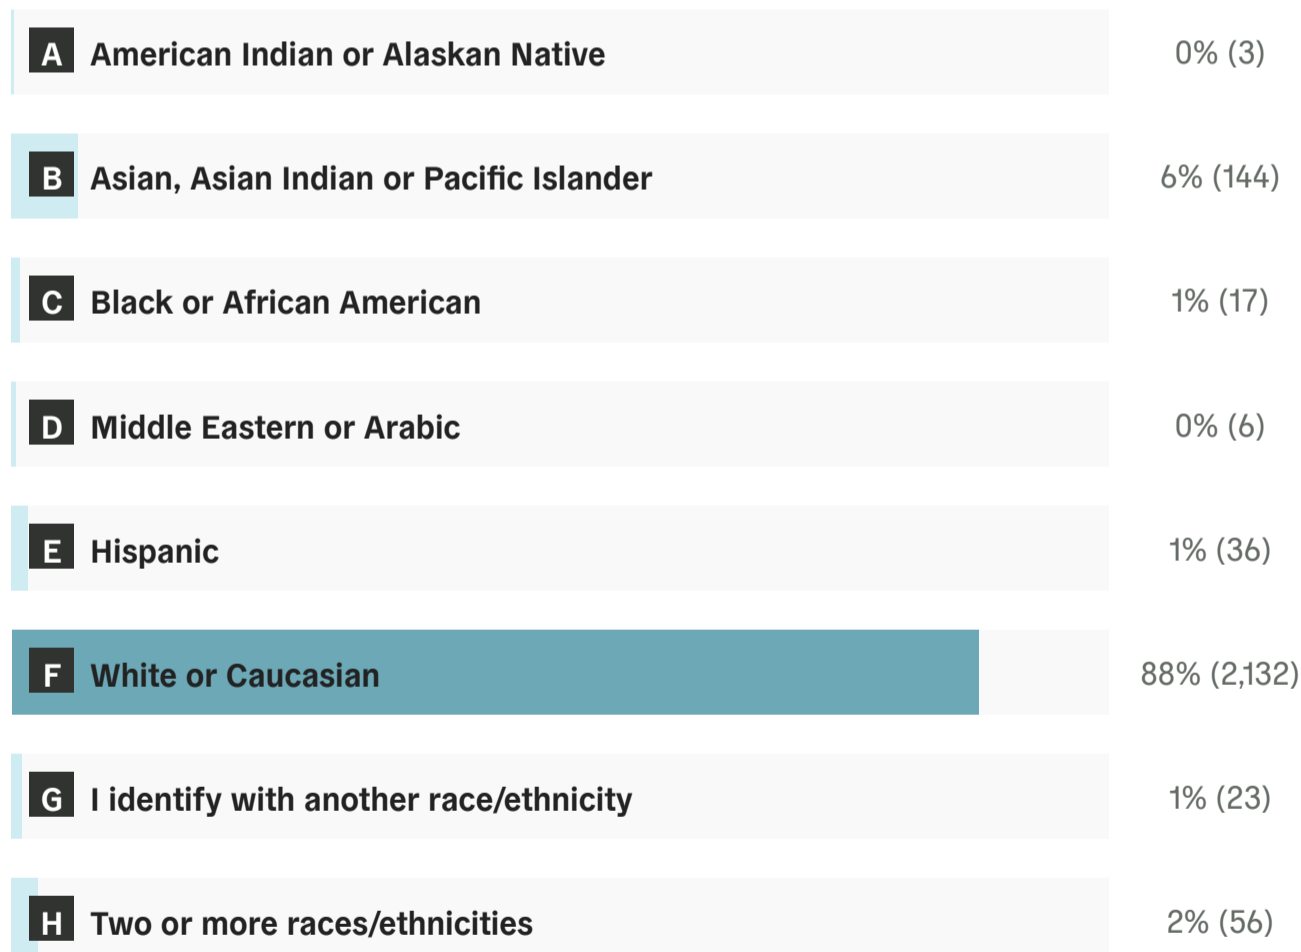 A American Indian or Alaskan Native 0% (3)
B Asian, Asian Indian or Pacific Islander 6% (144)
C Black or African American 1% (17)
D Middle Eastern or Arabic 0% (6)
E Hispanic 1% (36)
F White or Caucasian 88% (2,132)
G I identify with another race/ethnicity 1% (23)
H Two or more races/ethnicities 2% (56)